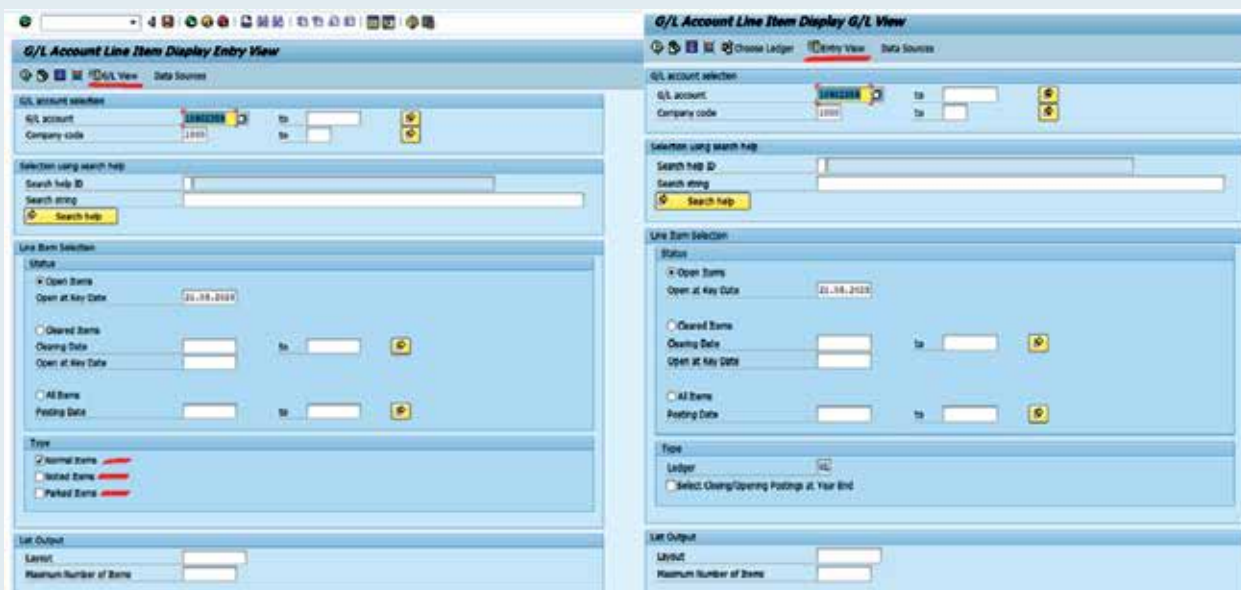 G/L Account Line Item Display Entry View
G/L View Data Sources
G/L account selection
G/L account to
Company code 1000 to
Selection using search help
Search help ID
Search string
Search help
Line Item Selection
Status
Open Items
Open at Key Date
Cleared Items
Clearing Date to
Open at Key Date
All Items
Posting Date to
Type
Normal Items
Noted Items
Parked Items
List Output
Layout
Maximum Number of Items
G/L Account Line Item Display G/L View
Choose Ledger Entry View Data Sources
G/L account selection
G/L account to
Company code 1000 to
Selection using search help
Search help ID
Search string
Search help
Line Item Selection
Status
Open Items
Open at Key Date
Cleared Items
Clearing Date to
Open at Key Date
All Items
Posting Date to
Type
Ledger
Select Closing/Opening Postings at Year End
List Output
Layout
Maximum Number of Items